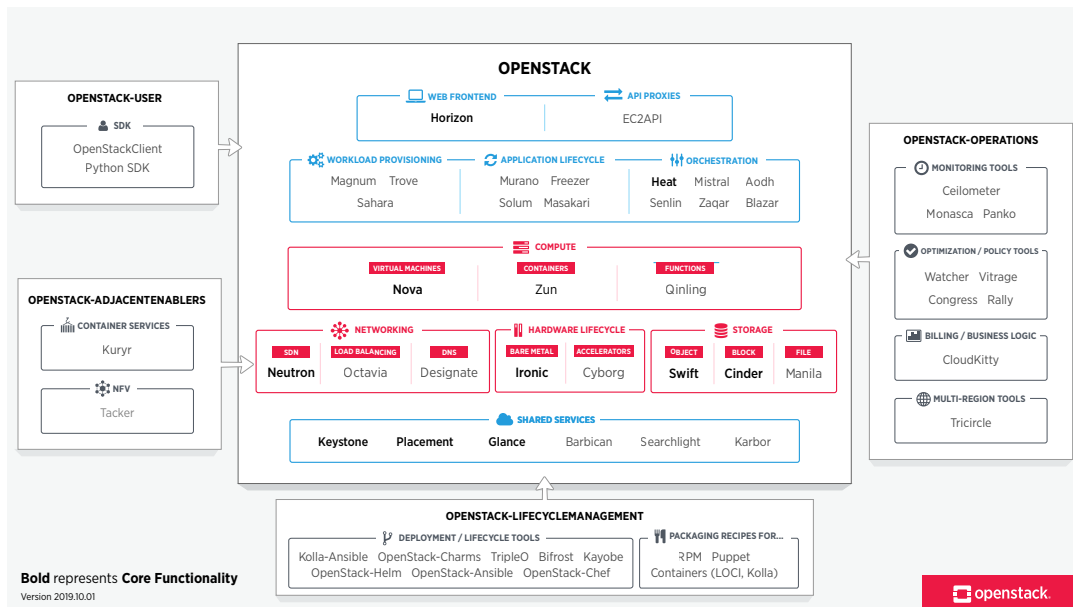 OPENSTACK
WEB FRONTEND
Horizon
API PROXIES
EC2API
WORKLOAD PROVISIONING
Magnum Trove
Sahara
APPLICATION LIFECYCLE
Murano Freezer
Solum Masakari
ORCHESTRATION
Heat Mistral Aodh
Senlin Zaqar Blazar
COMPUTE
VIRTUAL MACHINES
Nova
CONTAINERS
Zun
FUNCTIONS
Qinling
NETWORKING
SDN
Neutron
LOAD BALANCING
Octavia
DNS
Designate
HARDWARE LIFECYCLE
BARE METAL
Ironic
ACCELERATORS
Cyborg
STORAGE
OBJECT
Swift
BLOCK
Cinder
FILE
Manila
SHARED SERVICES
Keystone Placement Glance Barbican Searchlight Karbor
OPENSTACK-USER
SDK
OpenStackClient
Python SDK
OPENSTACK-ADJACENTENABLERS
CONTAINER SERVICES
Kuryr
NFV
Tacker
OPENSTACK-OPERATIONS
MONITORING TOOLS
Ceilometer
Monasca Panko
OPTIMIZATION / POLICY TOOLS
Watcher Vitrage
Congress Rally
BILLING / BUSINESS LOGIC
CloudKitty
MULTI-REGION TOOLS
Tricircle
OPENSTACK-LIFECYCLEMANAGEMENT
DEPLOYMENT / LIFECYCLE TOOLS
Kolla-Ansible OpenStack-Charms TripleO Bifrost Kayobe
OpenStack-Helm OpenStack-Ansible OpenStack-Chef
PACKAGING RECIPES FOR...
RPM Puppet
Containers (LOCI, Kolla)
Bold represents Core Functionality
Version 2019.10.01
openstack.